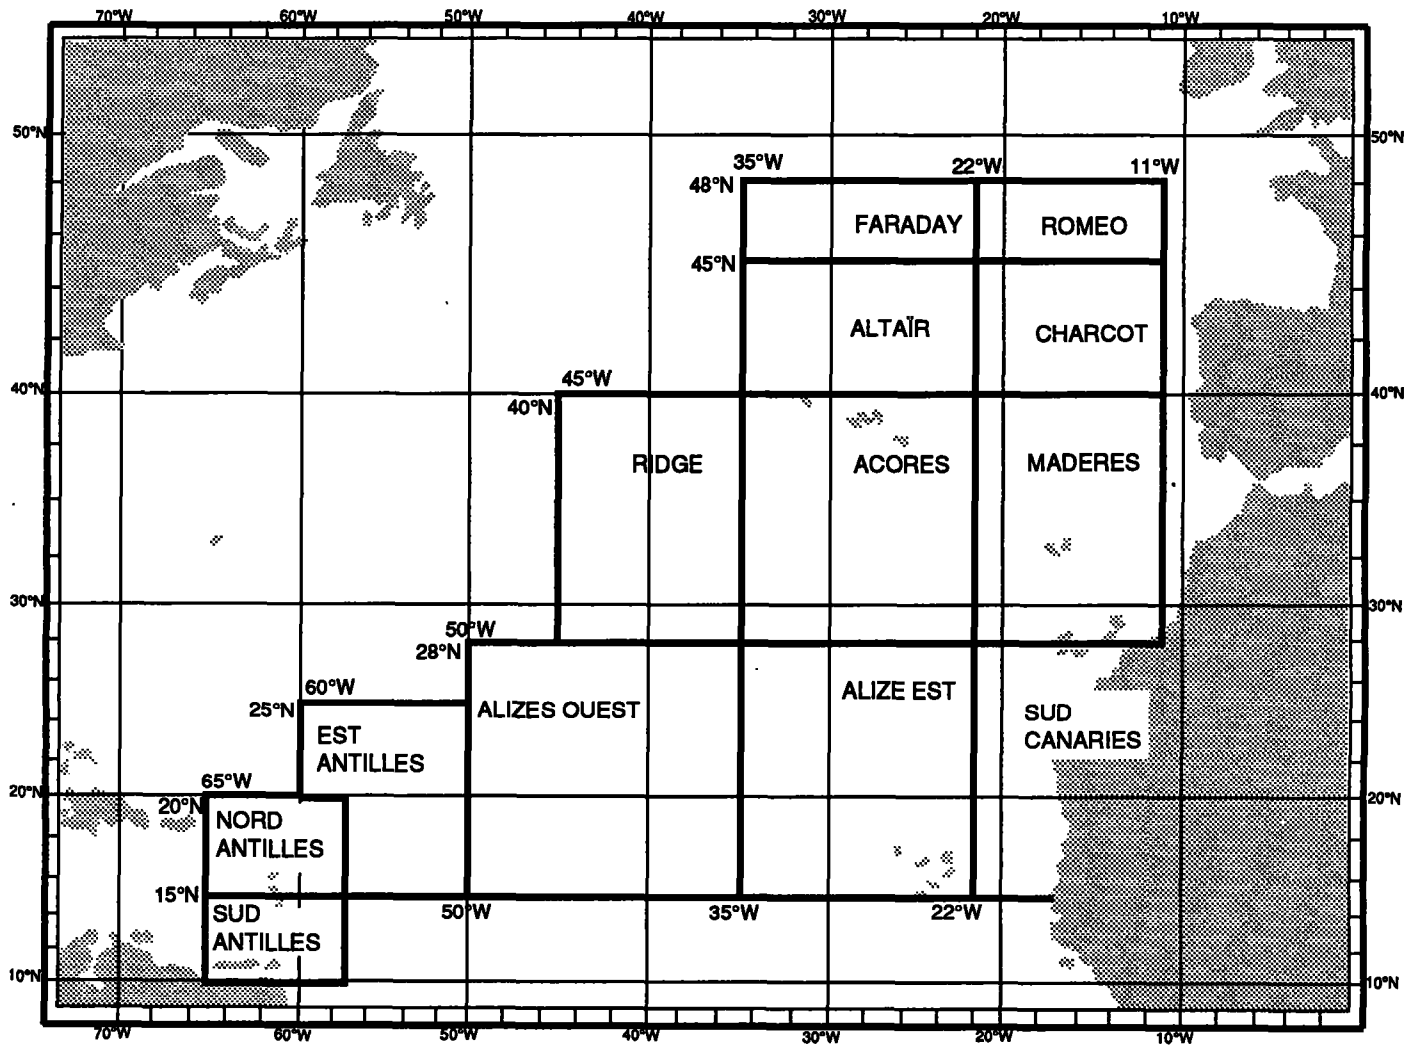 70°W 60°W 50°W 40°W 30°W 20°W 10°W
50°N 50°N
35°W 22°W 11°W
48°N
FARADAY ROMEO
45°N
ALTAÏR CHARCOT
45°W
40°N 40°N
40°N
RIDGE ACORES MADERES
30°N 30°N
50°W
28°N
60°W
25°N
ALIZES OUEST
ALIZE EST
SUD
CANARIES
EST
ANTILLES
65°W
20°N 20°N
20°N
NORD
ANTILLES
15°N
SUD
ANTILLES
50°W 35°W 22°W
10°N 10°N
70°W 60°W 50°W 40°W 30°W 20°W 10°W